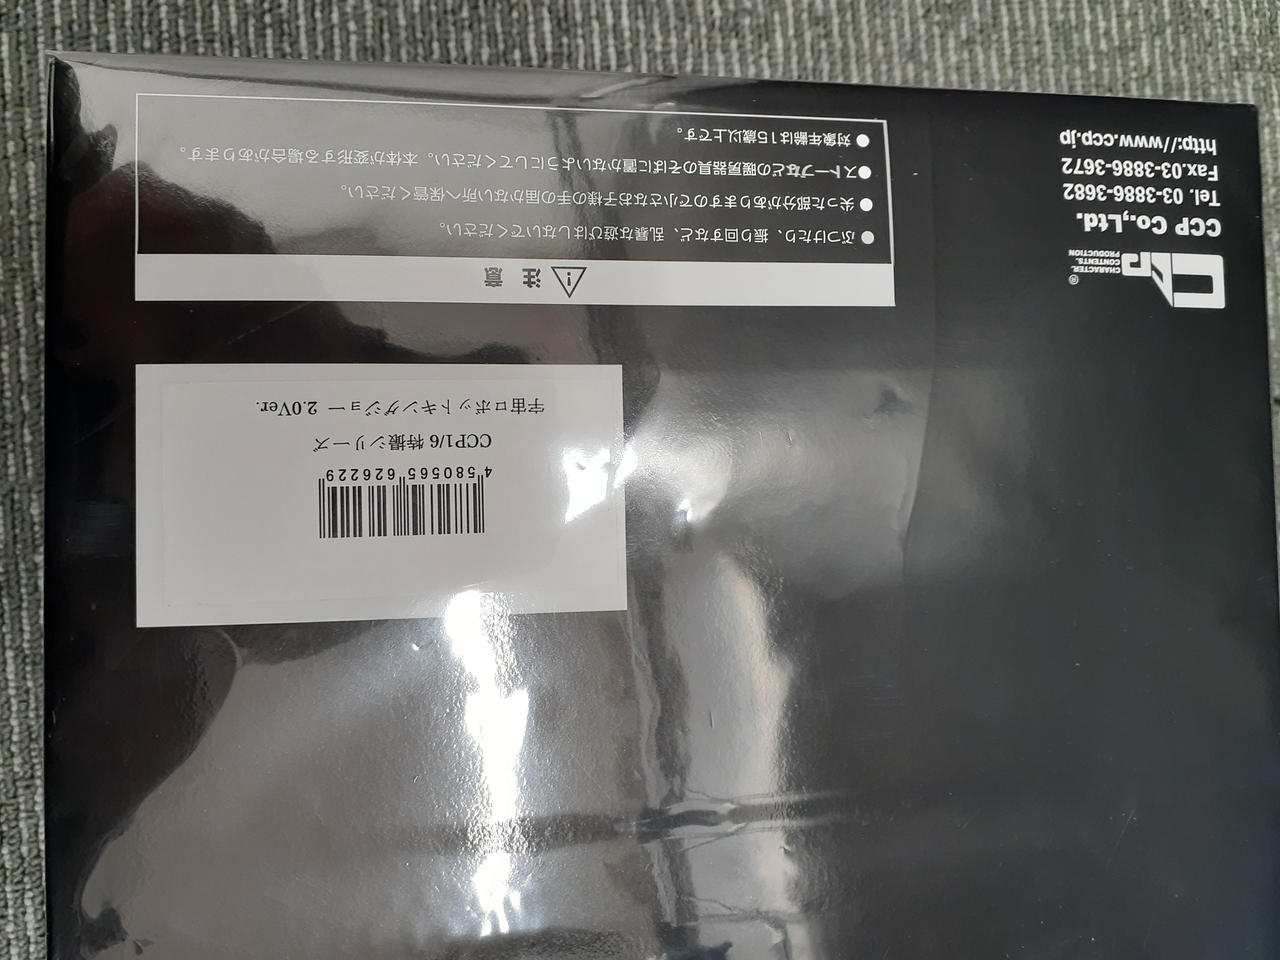 CCP
CHARACTER.
CONTENTS.
PRODUCTION
®
CCP Co.,Ltd.
Tel. 03-3886-3682
Fax.03-3886-3672
http://www.ccp.jp
注意
●ぶつけたり、振り回すなど、乱暴な遊びはしないでください。
●尖った部分がありますので小さなお子様の手の届かない所へ保管ください。
●ストーブなどの暖房器具のそばに置かないようにしてください。本体が変形する場合があります。
●対象年齢は15歳以上です。
4 580565 626229
CCP1/6 特撮シリーズ
宇宙ロボットキングジョー 2.0Ver.